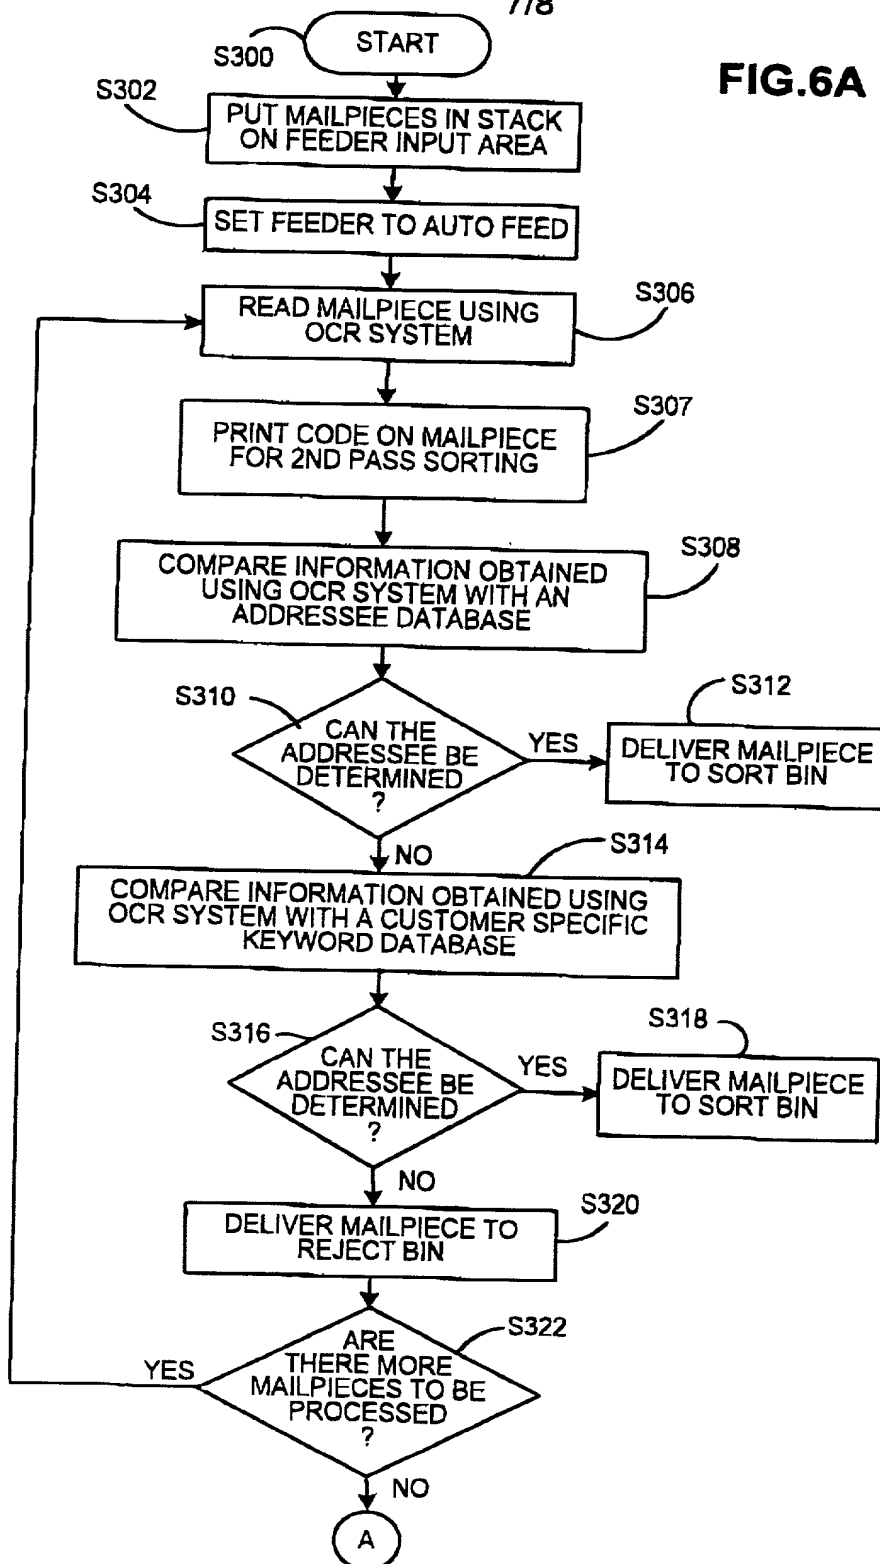 7/8
FIG.6A
S300
START
S302
PUT MAILPIECES IN STACK
ON FEEDER INPUT AREA
S304
SET FEEDER TO AUTO FEED
S306
READ MAILPIECE USING
OCR SYSTEM
S307
PRINT CODE ON MAILPIECE
FOR 2ND PASS SORTING
S308
COMPARE INFORMATION OBTAINED
USING OCR SYSTEM WITH AN
ADDRESSEE DATABASE
S310
CAN THE
ADDRESSEE BE
DETERMINED
?
YES
S312
DELIVER MAILPIECE
TO SORT BIN
NO
S314
COMPARE INFORMATION OBTAINED USING
OCR SYSTEM WITH A CUSTOMER SPECIFIC
KEYWORD DATABASE
S316
CAN THE
ADDRESSEE BE
DETERMINED
?
YES
S318
DELIVER MAILPIECE
TO SORT BIN
NO
S320
DELIVER MAILPIECE TO
REJECT BIN
S322
ARE
THERE MORE
MAILPIECES TO BE
PROCESSED
?
YES
NO
A